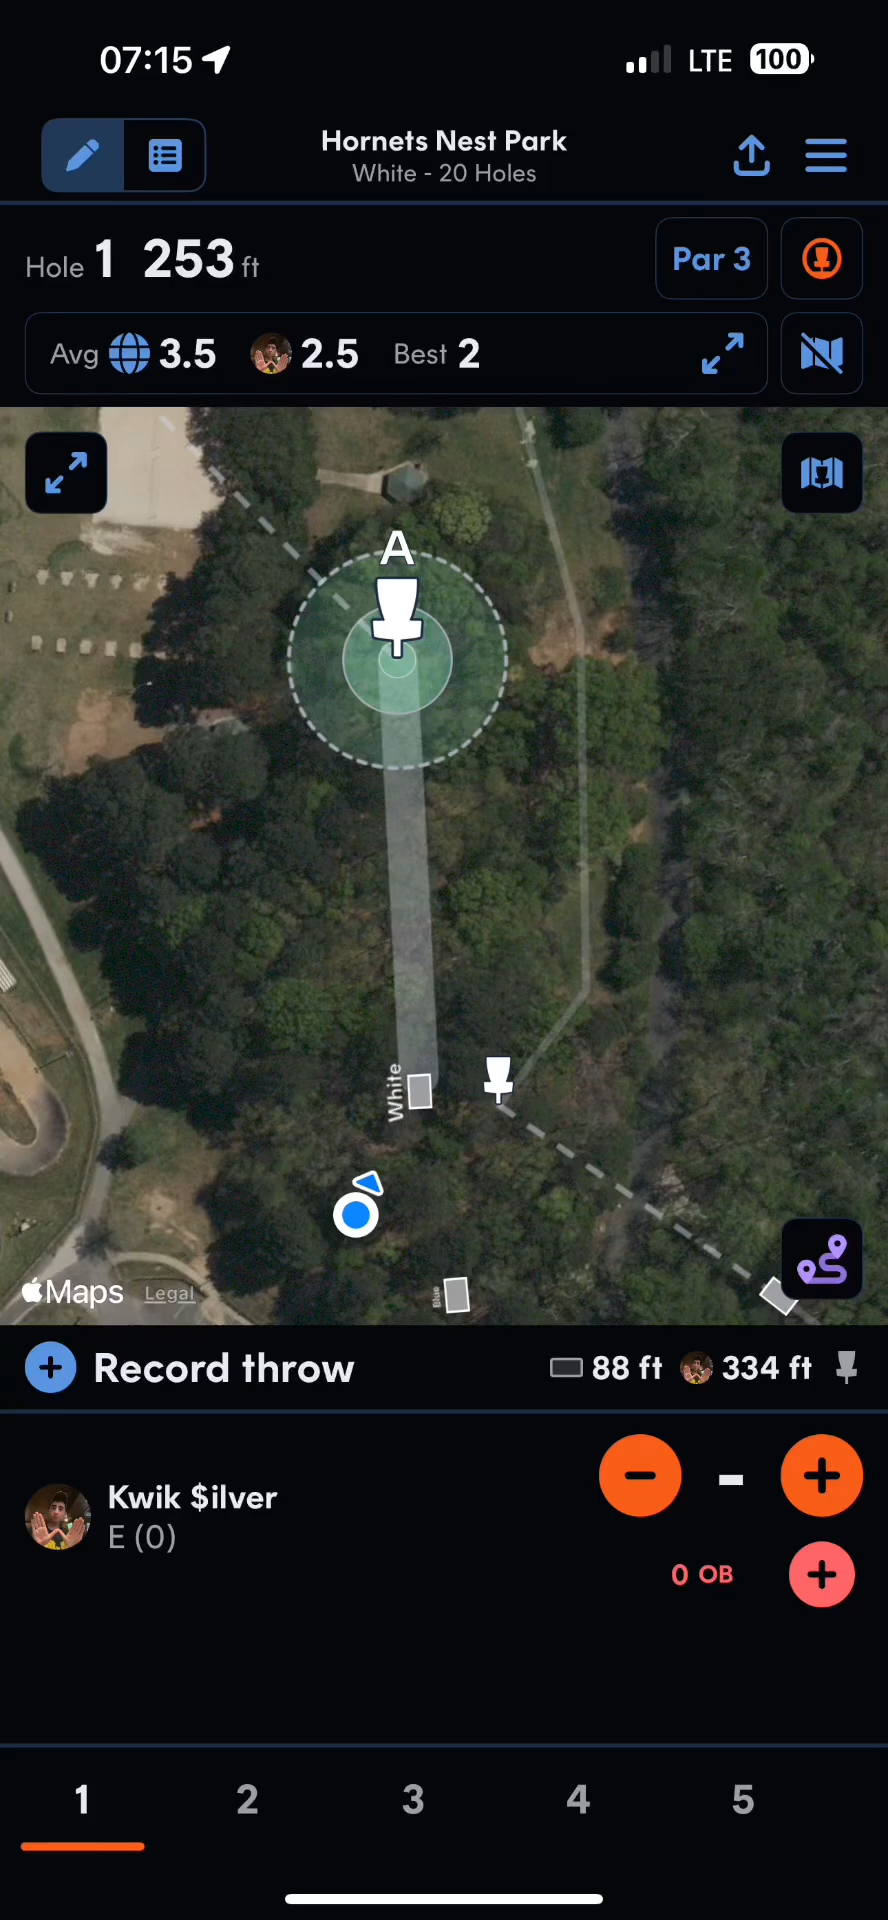 07:15 LTE 100
Hornets Nest Park
White - 20 Holes
Hole 1 253 ft Par 3
Avg 3.5 2.5 Best 2
A
White
Blue
Maps Legal
Record throw 88 ft 334 ft
Kwik $ilver
E (0)
-
0 OB
1 2 3 4 5